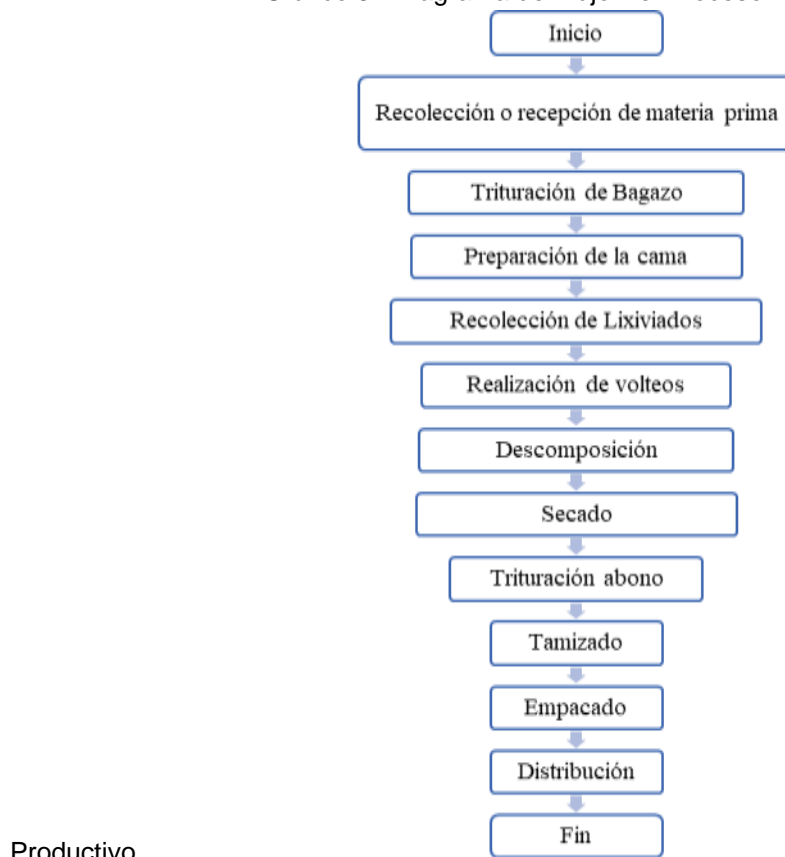 Inicio
Recolección o recepción de materia prima
Trituración de Bagazo
Preparación de la cama
Recolección de Lixiviados
Realización de volteos
Descomposición
Secado
Trituración abono
Tamizado
Empacado
Distribución
Fin
Productivo